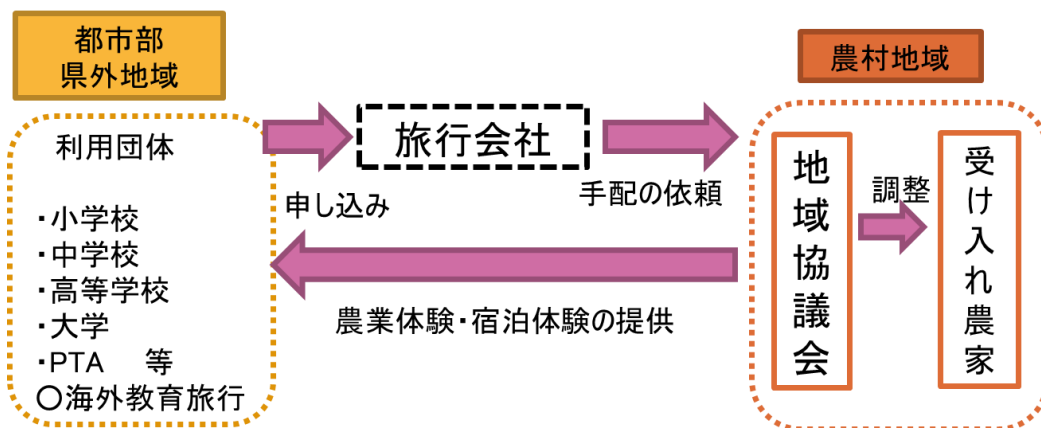 都市部
県外地域
農村地域
利用団体
・小学校
・中学校
・高等学校
・大学
・PTA　等
〇海外教育旅行
旅行会社
申し込み
手配の依頼
農業体験・宿泊体験の提供
地域協議会
調整
受け入れ農家